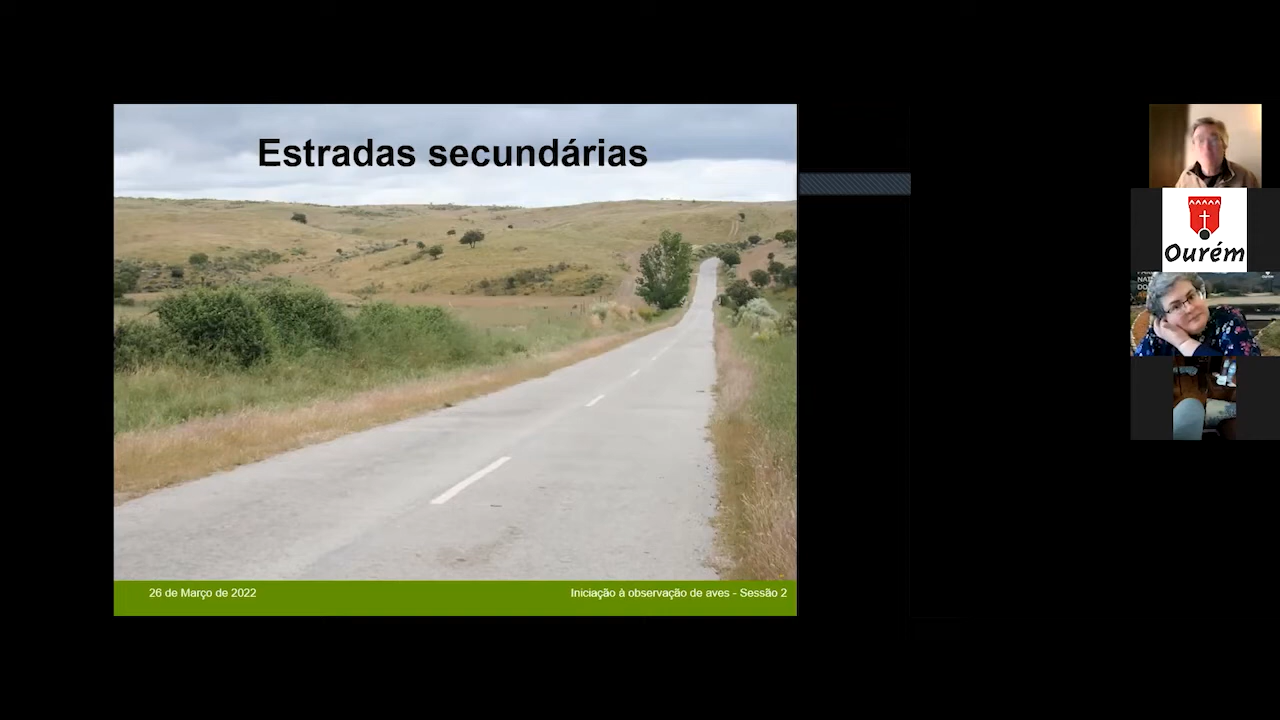 Estradas secundárias
26 de Março de 2022
Iniciação à observação de aves - Sessão 2
Ourém